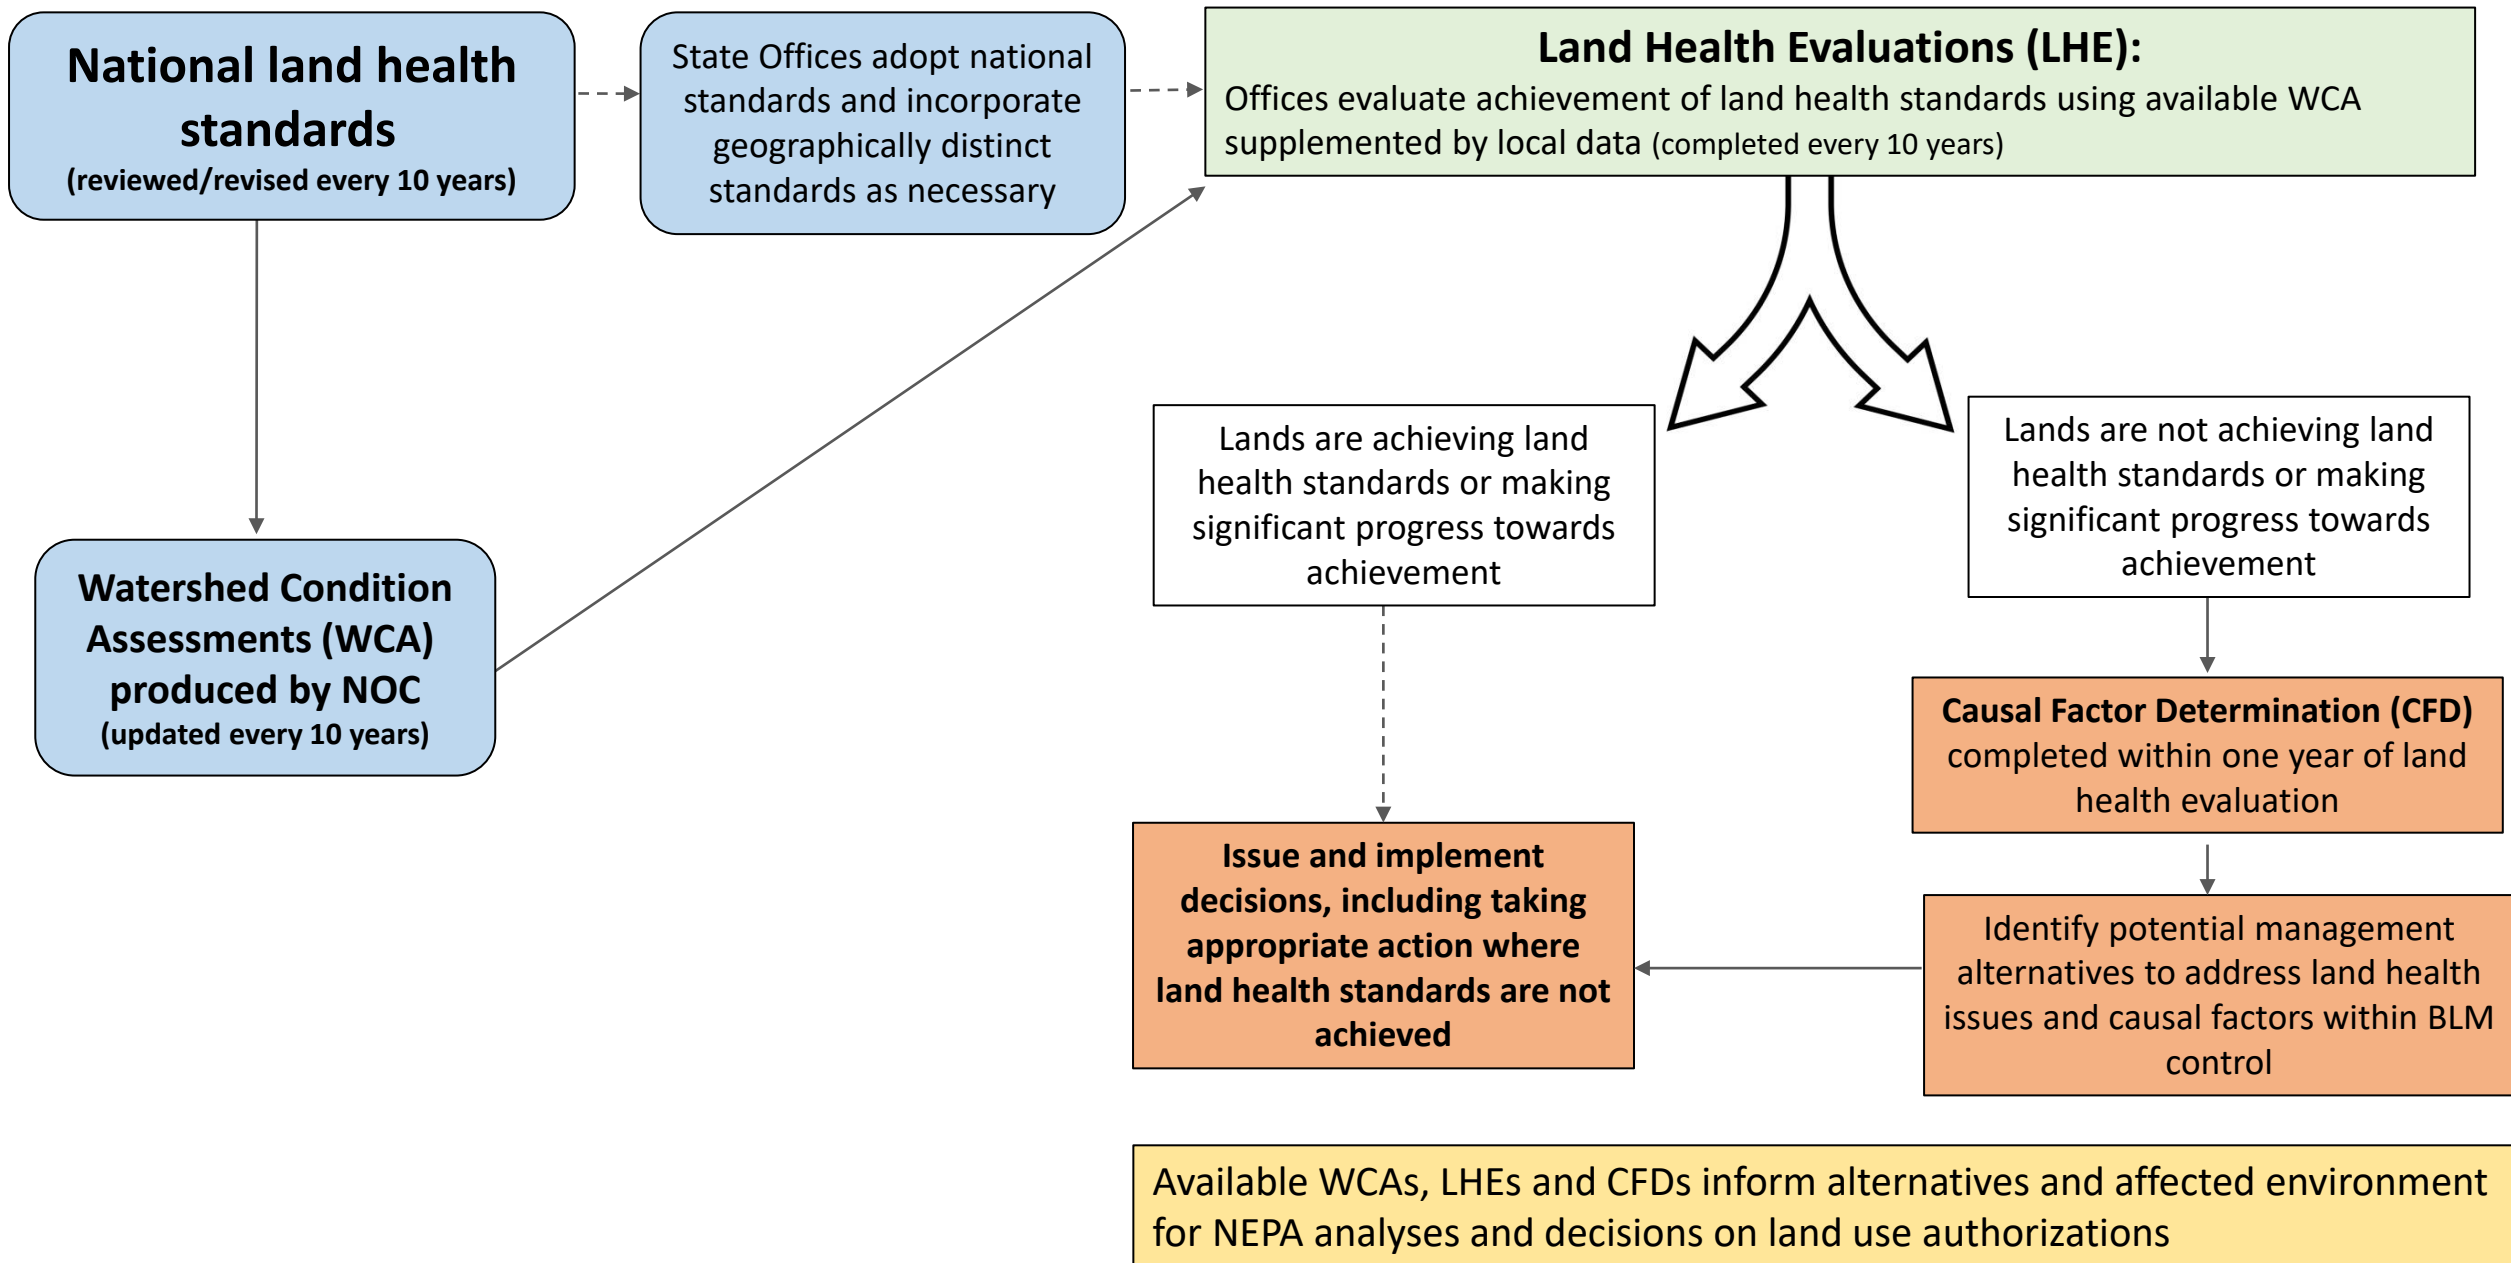 National land health
standards
(reviewed/revised every 10 years)
State Offices adopt national
standards and incorporate
geographically distinct
standards as necessary
Land Health Evaluations (LHE):
Offices evaluate achievement of land health standards using available WCA
supplemented by local data (completed every 10 years)
Lands are achieving land
health standards or making
significant progress towards
achievement
Lands are not achieving land
health standards or making
significant progress towards
achievement
Watershed Condition
Assessments (WCA)
produced by NOC
(updated every 10 years)
Causal Factor Determination (CFD)
completed within one year of land
health evaluation
Issue and implement
decisions, including taking
appropriate action where
land health standards are not
achieved
Identify potential management
alternatives to address land health
issues and causal factors within BLM
control
Available WCAs, LHEs and CFDs inform alternatives and affected environment
for NEPA analyses and decisions on land use authorizations